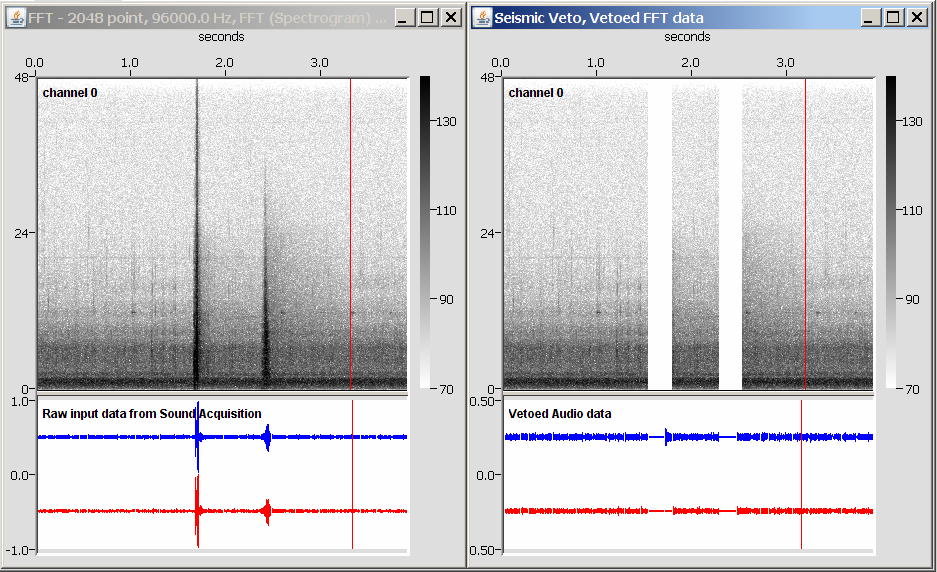 FFT - 2048 point, 96000.0 Hz, FFT (Spectrogram) ...
seconds
0.0 1.0 2.0 3.0
48
channel 0
130
110
24
90
0
70
1.0
Raw input data from Sound Acquisition
0.0
-1.0
Seismic Veto, Vetoed FFT data
seconds
0.0 1.0 2.0 3.0
48
channel 0
130
110
24
90
0
70
0.50
Vetoed Audio data
0.0
0.50